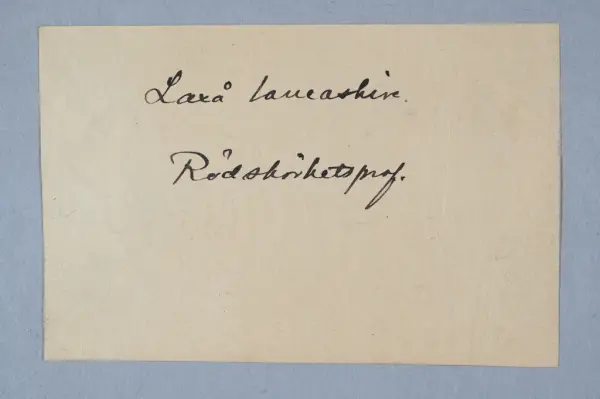 Laxå lancashire.
Rödskörhetsprof.